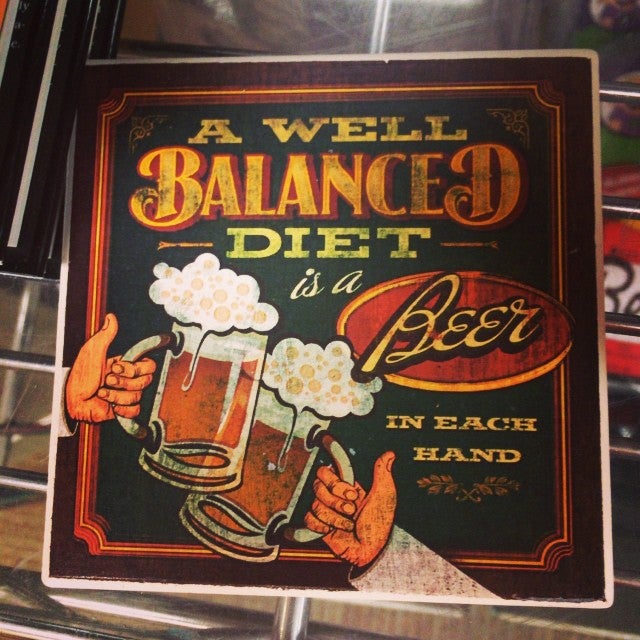 A WELL
BALANCED
DIET
is a
Beer
IN EACH
HAND